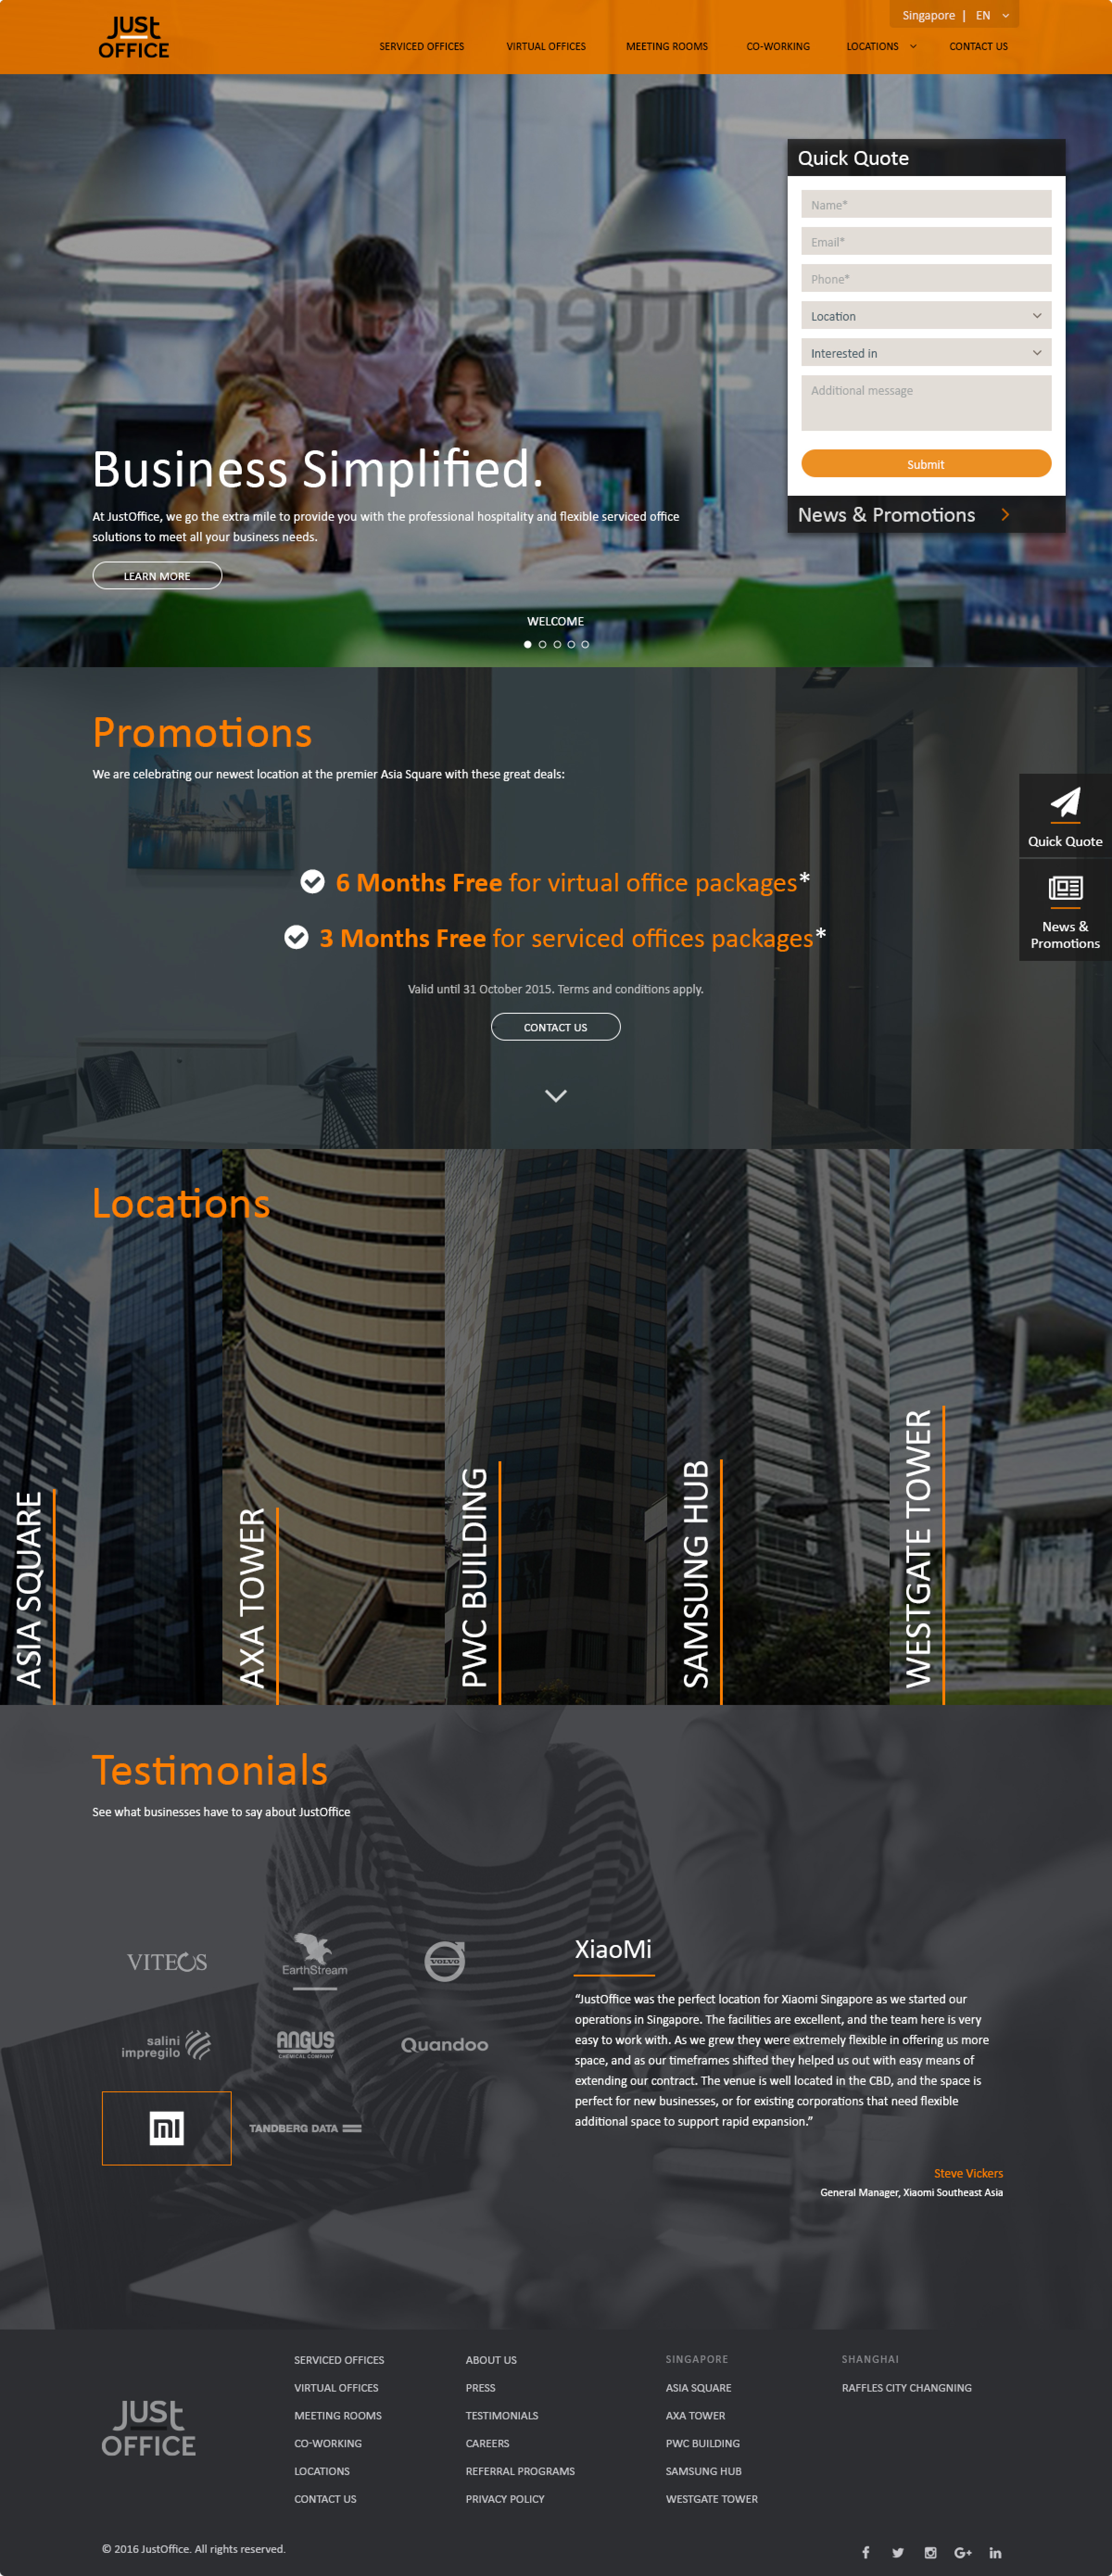 Singapore | EN
JUST
OFFICE
SERVICED OFFICES VIRTUAL OFFICES MEETING ROOMS CO-WORKING LOCATIONS CONTACT US
Quick Quote
Name*
Email*
Phone*
Location
Interested in
Additional message
Submit
News & Promotions
Business Simplified.
At JustOffice, we go the extra mile to provide you with the professional hospitality and flexible serviced office
solutions to meet all your business needs.
LEARN MORE
WELCOME
Promotions
We are celebrating our newest location at the premier Asia Square with these great deals:
6 Months Free for virtual office packages*
3 Months Free for serviced offices packages*
Valid until 31 October 2015. Terms and conditions apply.
CONTACT US
Quick Quote
News &
Promotions
Locations
ASIA SQUARE
AXA TOWER
PWC BUILDING
SAMSUNG HUB
WESTGATE TOWER
Testimonials
See what businesses have to say about JustOffice
VITEOS
EarthStream
VOLVO
salini
impregilo
ANGUS
CHEMICAL COMPANY
Quandoo
MI
TANDBERG DATA
XiaoMi
“JustOffice was the perfect location for Xiaomi Singapore as we started our
operations in Singapore. The facilities are excellent, and the team here is very
easy to work with. As we grew they were extremely flexible in offering us more
space, and as our timeframes shifted they helped us out with easy means of
extending our contract. The venue is well located in the CBD, and the space is
perfect for new businesses, or for existing corporations that need flexible
additional space to support rapid expansion.”
Steve Vickers
General Manager, Xiaomi Southeast Asia
JUST
OFFICE
SERVICED OFFICES
VIRTUAL OFFICES
MEETING ROOMS
CO-WORKING
LOCATIONS
CONTACT US
ABOUT US
PRESS
TESTIMONIALS
CAREERS
REFERRAL PROGRAMS
PRIVACY POLICY
SINGAPORE
ASIA SQUARE
AXA TOWER
PWC BUILDING
SAMSUNG HUB
WESTGATE TOWER
SHANGHAI
RAFFLES CITY CHANGNING
© 2016 JustOffice. All rights reserved.